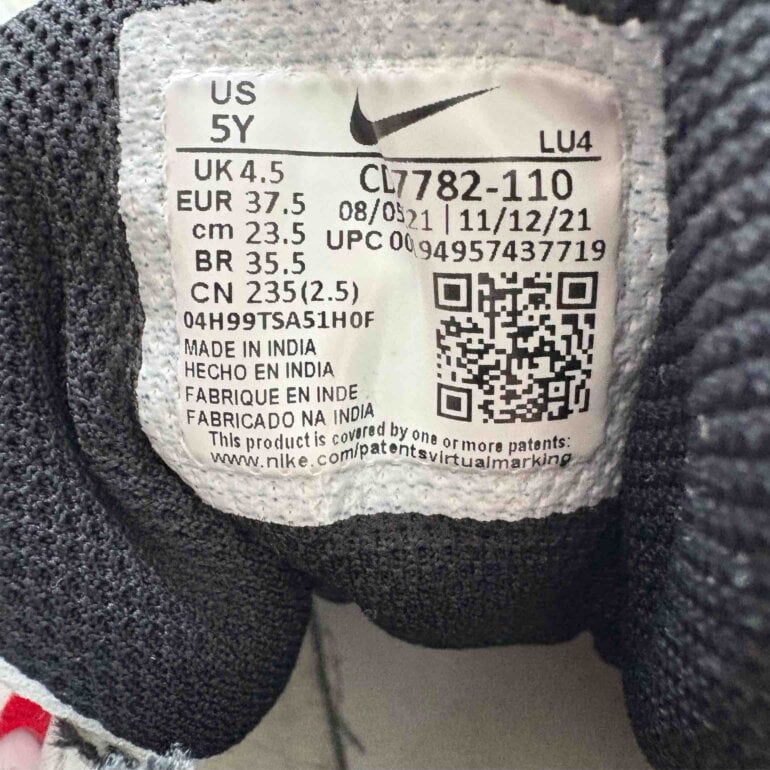 US
5Y
LU4
UK 4.5
EUR 37.5
cm 23.5
BR 35.5
CN 235(2.5)
CL7782-110
08/05/21 | 11/12/21
UPC 00194957437719
04H99TSA51H0F
MADE IN INDIA
HECHO EN INDIA
FABRIQUE EN INDE
FABRICADO NA INDIA
This product is covered by one or more patents:
www.nike.com/patentsvirtualmarking